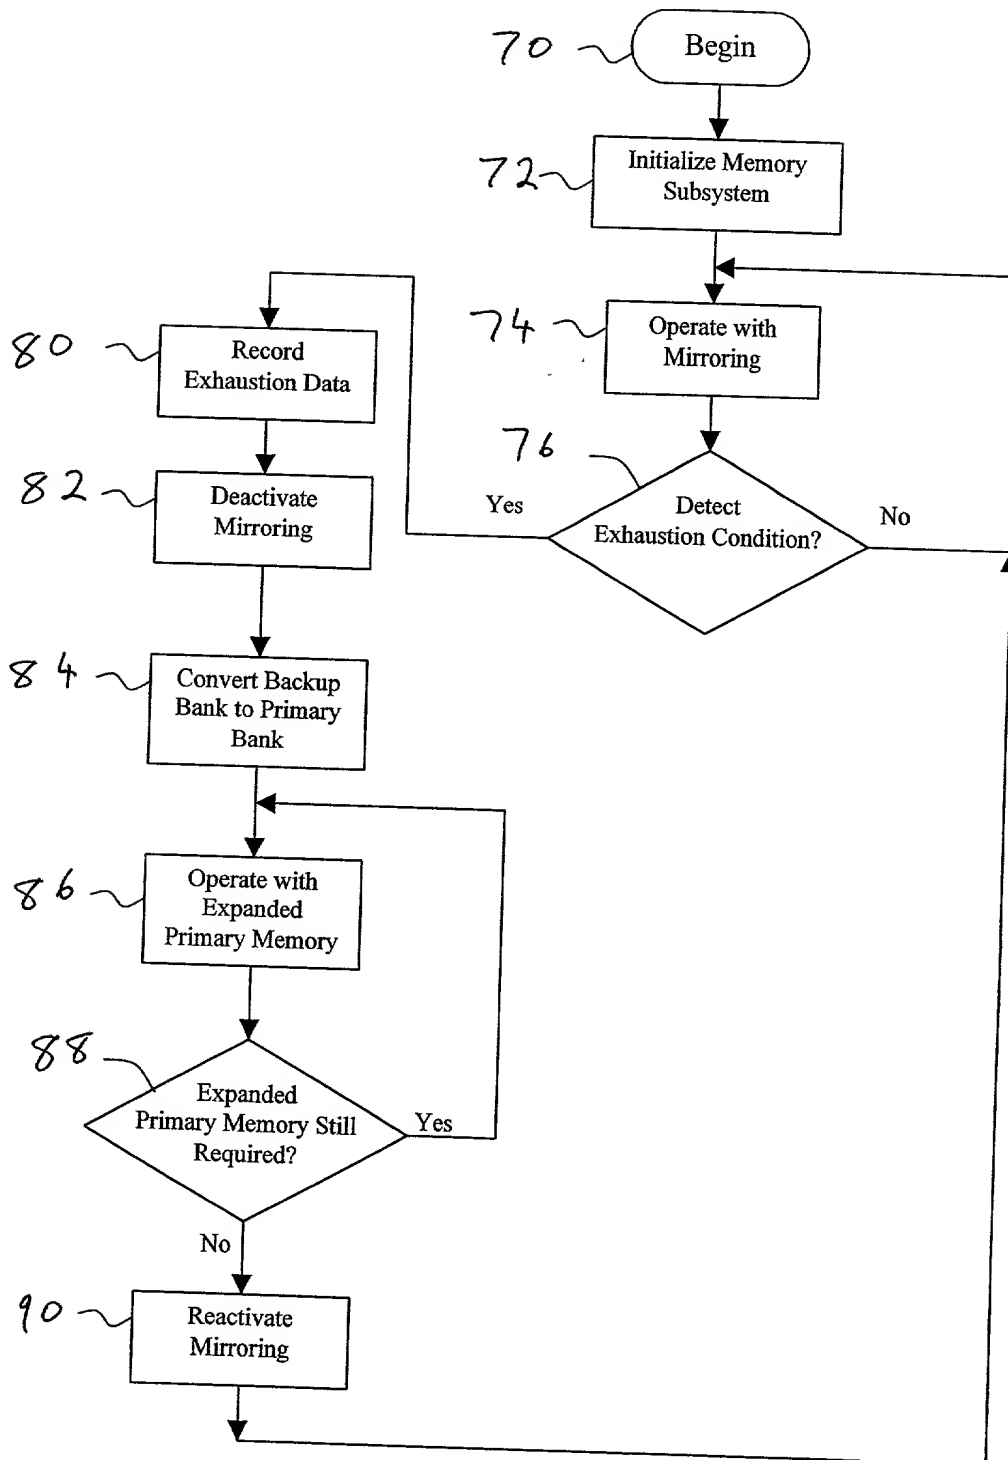 70
Begin
72
Initialize Memory
Subsystem
74
Operate with
Mirroring
76
Detect
Exhaustion Condition?
Yes
No
80
Record
Exhaustion Data
82
Deactivate
Mirroring
84
Convert Backup
Bank to Primary
Bank
86
Operate with
Expanded
Primary Memory
88
Expanded
Primary Memory Still
Required?
Yes
No
90
Reactivate
Mirroring